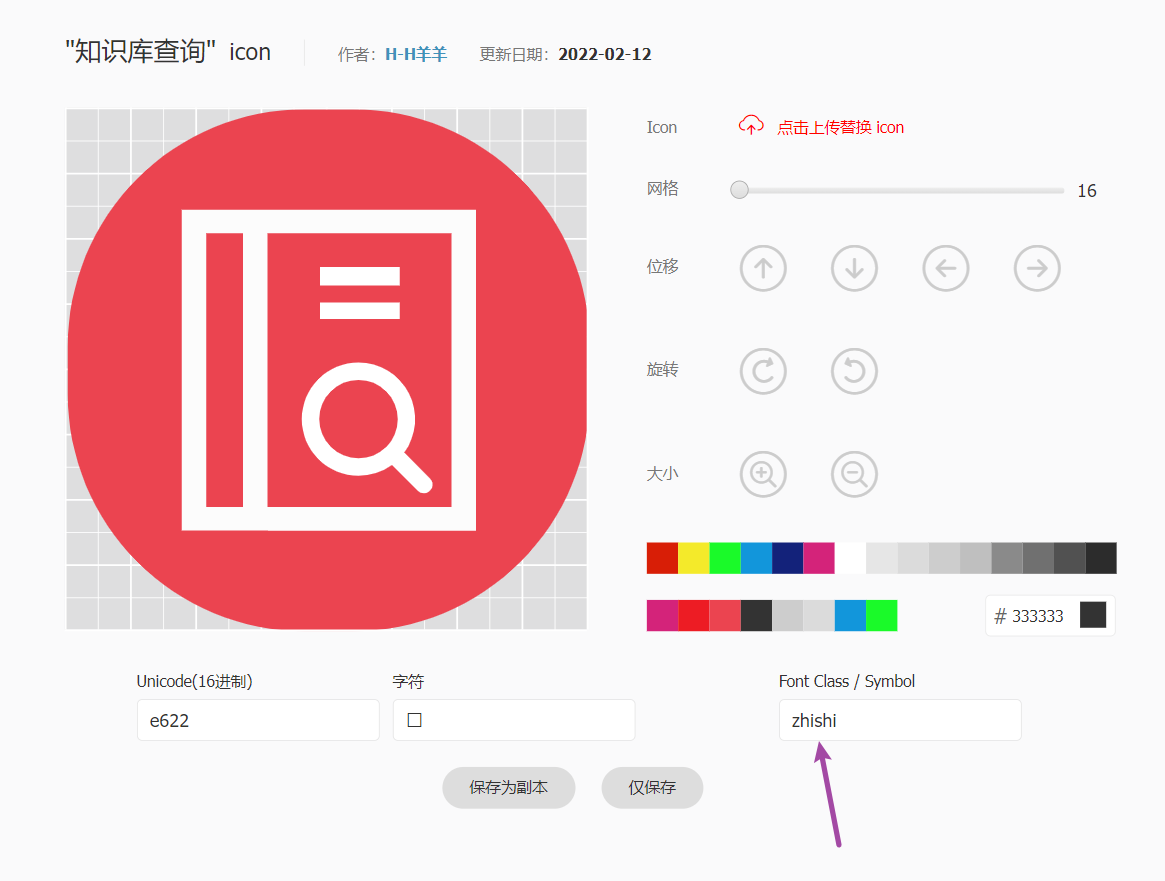 "知识库查询" icon
作者：H-H羊羊 更新日期：2022-02-12
Icon 点击上传替换 icon
网格 16
位移
旋转
大小
# 333333
Unicode(16进制) 字符 Font Class / Symbol
e622 zhishi
保存为副本 仅保存